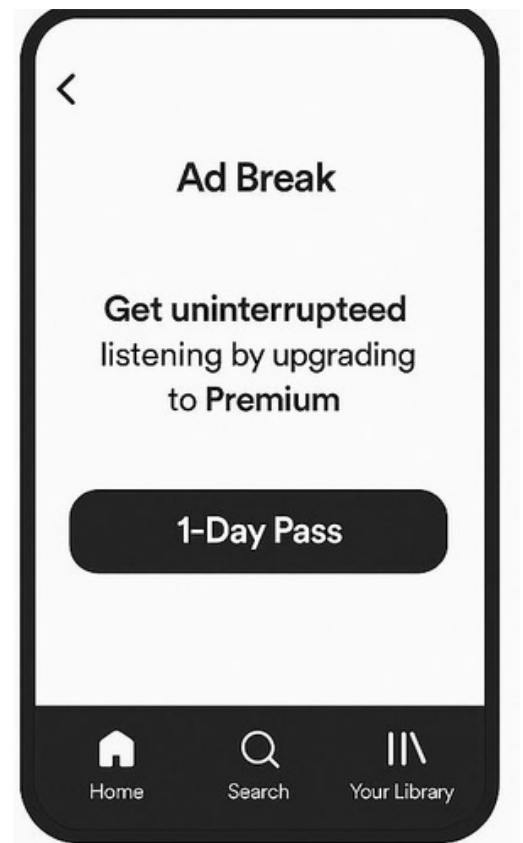 Ad Break
Get uninterrupteed
listening by upgrading
to Premium
1-Day Pass
Home
Search
Your Library